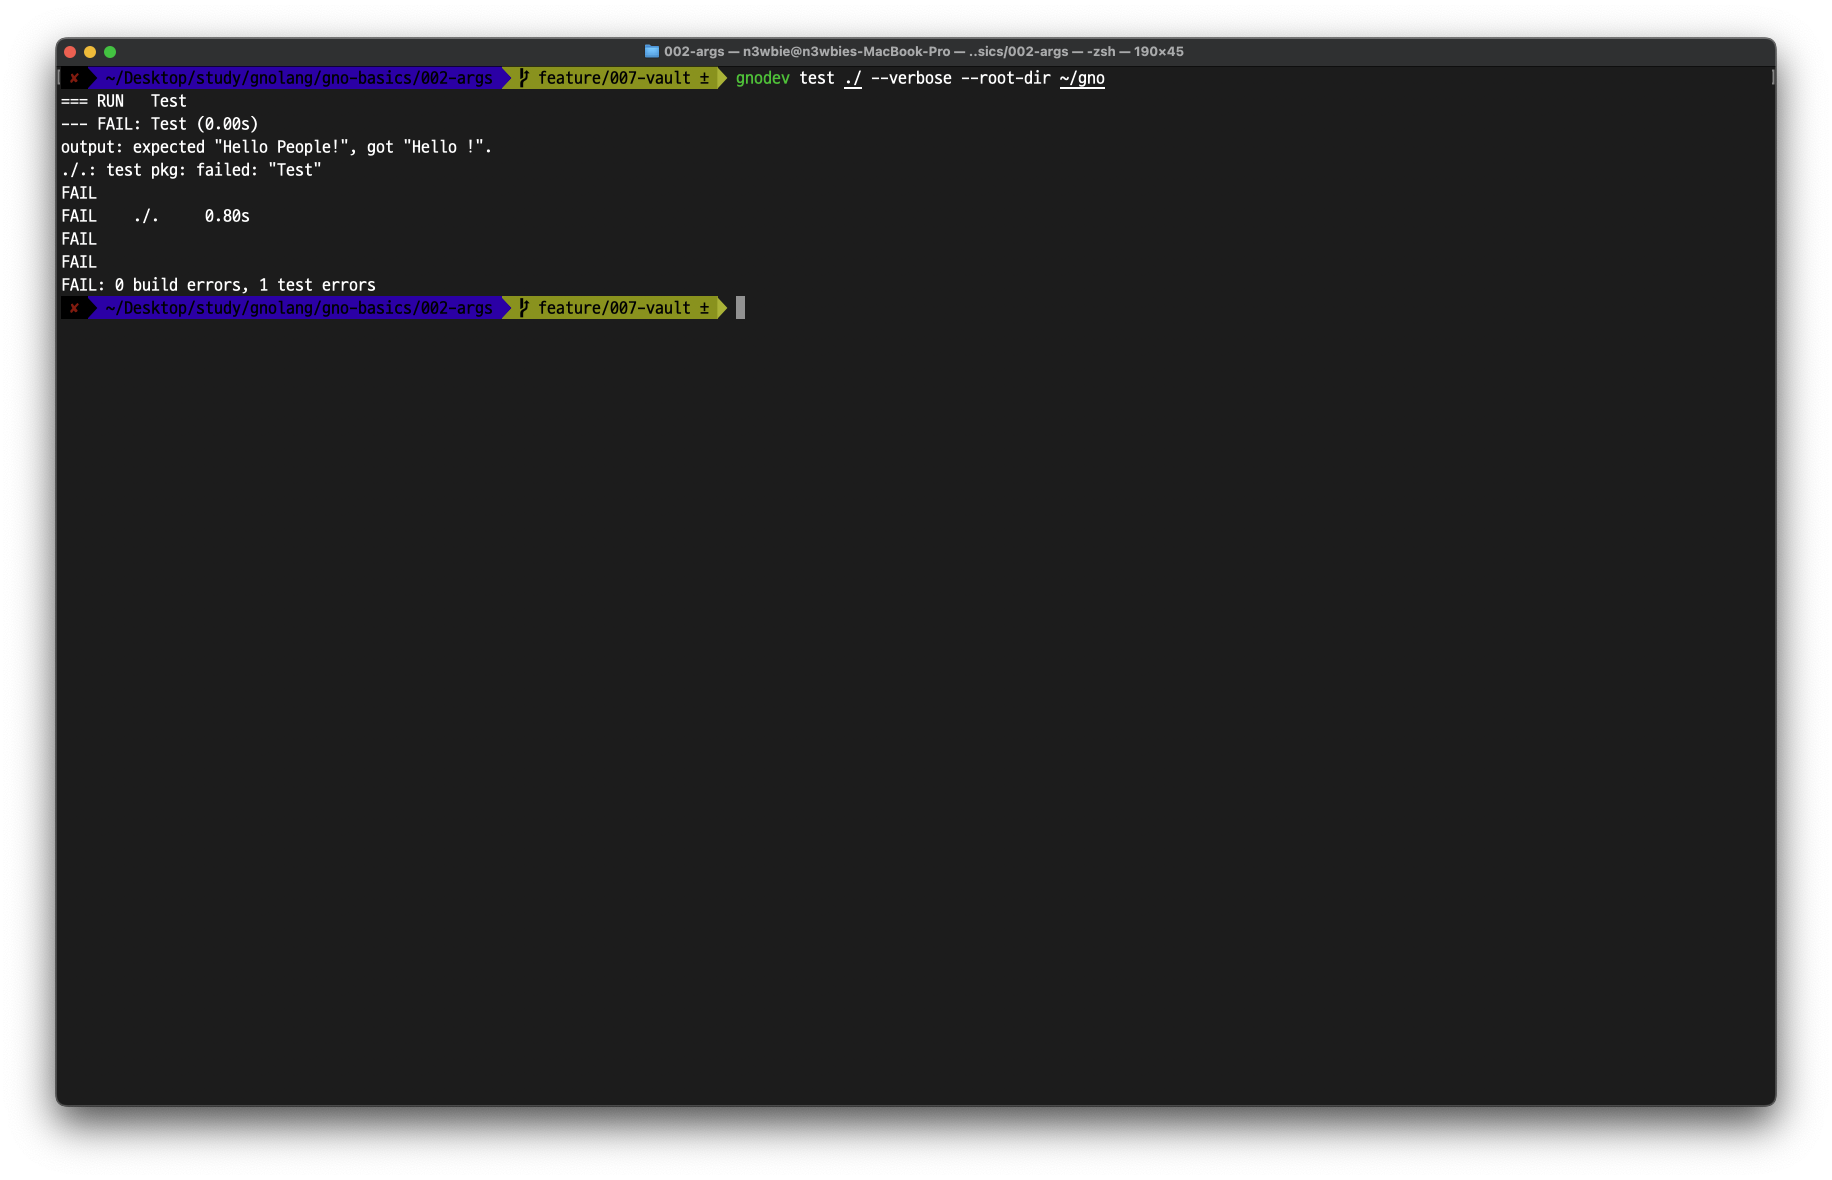 002-args — n3wbie@n3wbies-MacBook-Pro — ..sics/002-args — -zsh — 190×45
✘ ~/Desktop/study/gnolang/gno-basics/002-args feature/007-vault ± gnodev test ./ --verbose --root-dir ~/gno
=== RUN   Test
--- FAIL: Test (0.00s)
output: expected "Hello People!", got "Hello !".
./.: test pkg: failed: "Test"
FAIL
FAIL    ./.     0.80s
FAIL
FAIL
FAIL: 0 build errors, 1 test errors
✘ ~/Desktop/study/gnolang/gno-basics/002-args feature/007-vault ±